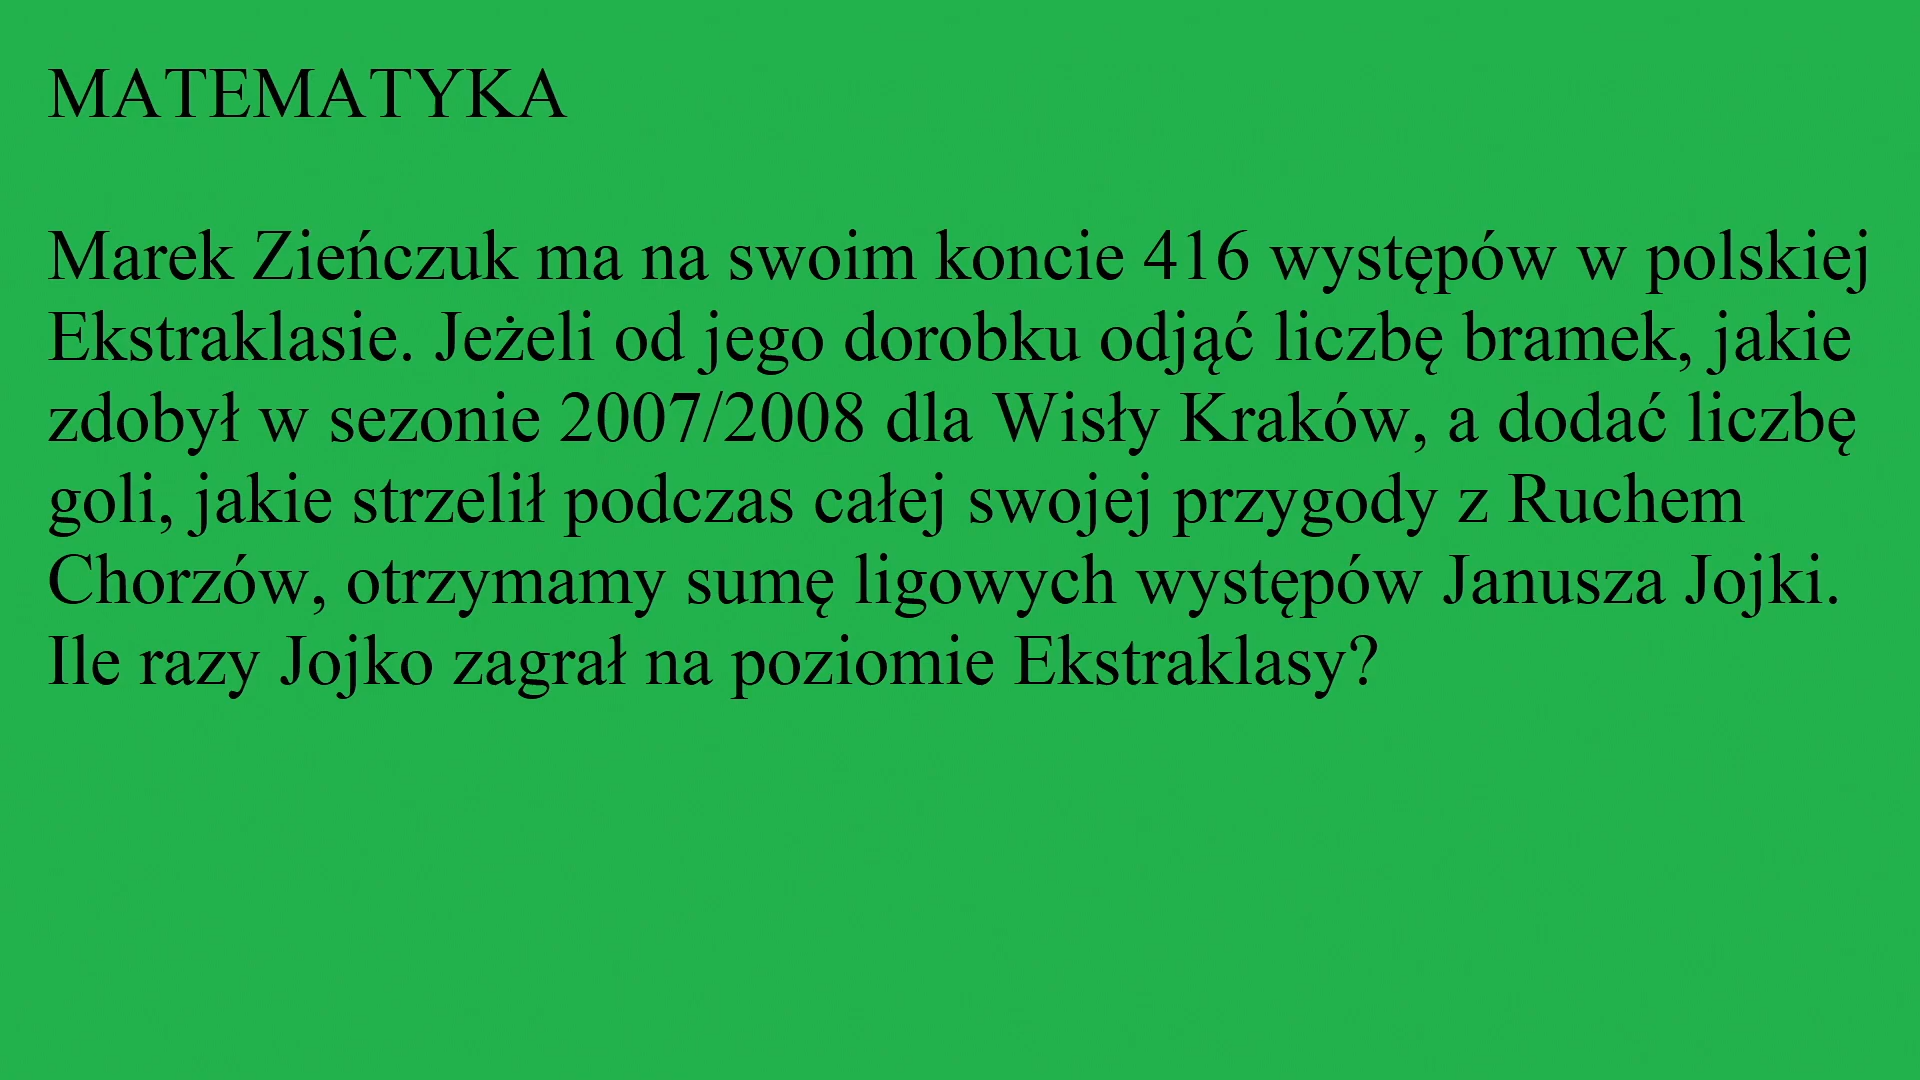 MATEMATYKA
Marek Zieńczuk ma na swoim koncie 416 występów w polskiej
Ekstraklasie. Jeżeli od jego dorobku odjąć liczbę bramek, jakie
zdobył w sezonie 2007/2008 dla Wisły Kraków, a dodać liczbę
goli, jakie strzelił podczas całej swojej przygody z Ruchem
Chorzów, otrzymamy sumę ligowych występów Janusza Jojki.
Ile razy Jojko zagrał na poziomie Ekstraklasy?